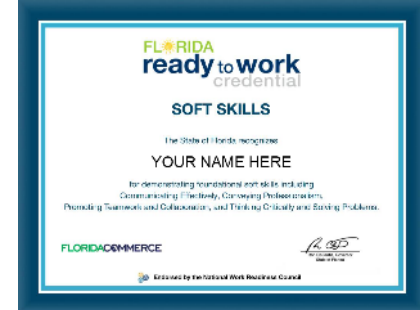 FLORIDA
ready to work
credential
SOFT SKILLS
The State of Florida recognizes
YOUR NAME HERE
for demonstrating foundational soft skills including
Communicating Effectively, Conveying Professionalism,
Promoting Teamwork and Collaboration, and Thinking Critically and Solving Problems.
FLORIDACOMMERCE
Endorsed by the National Work Readiness Council